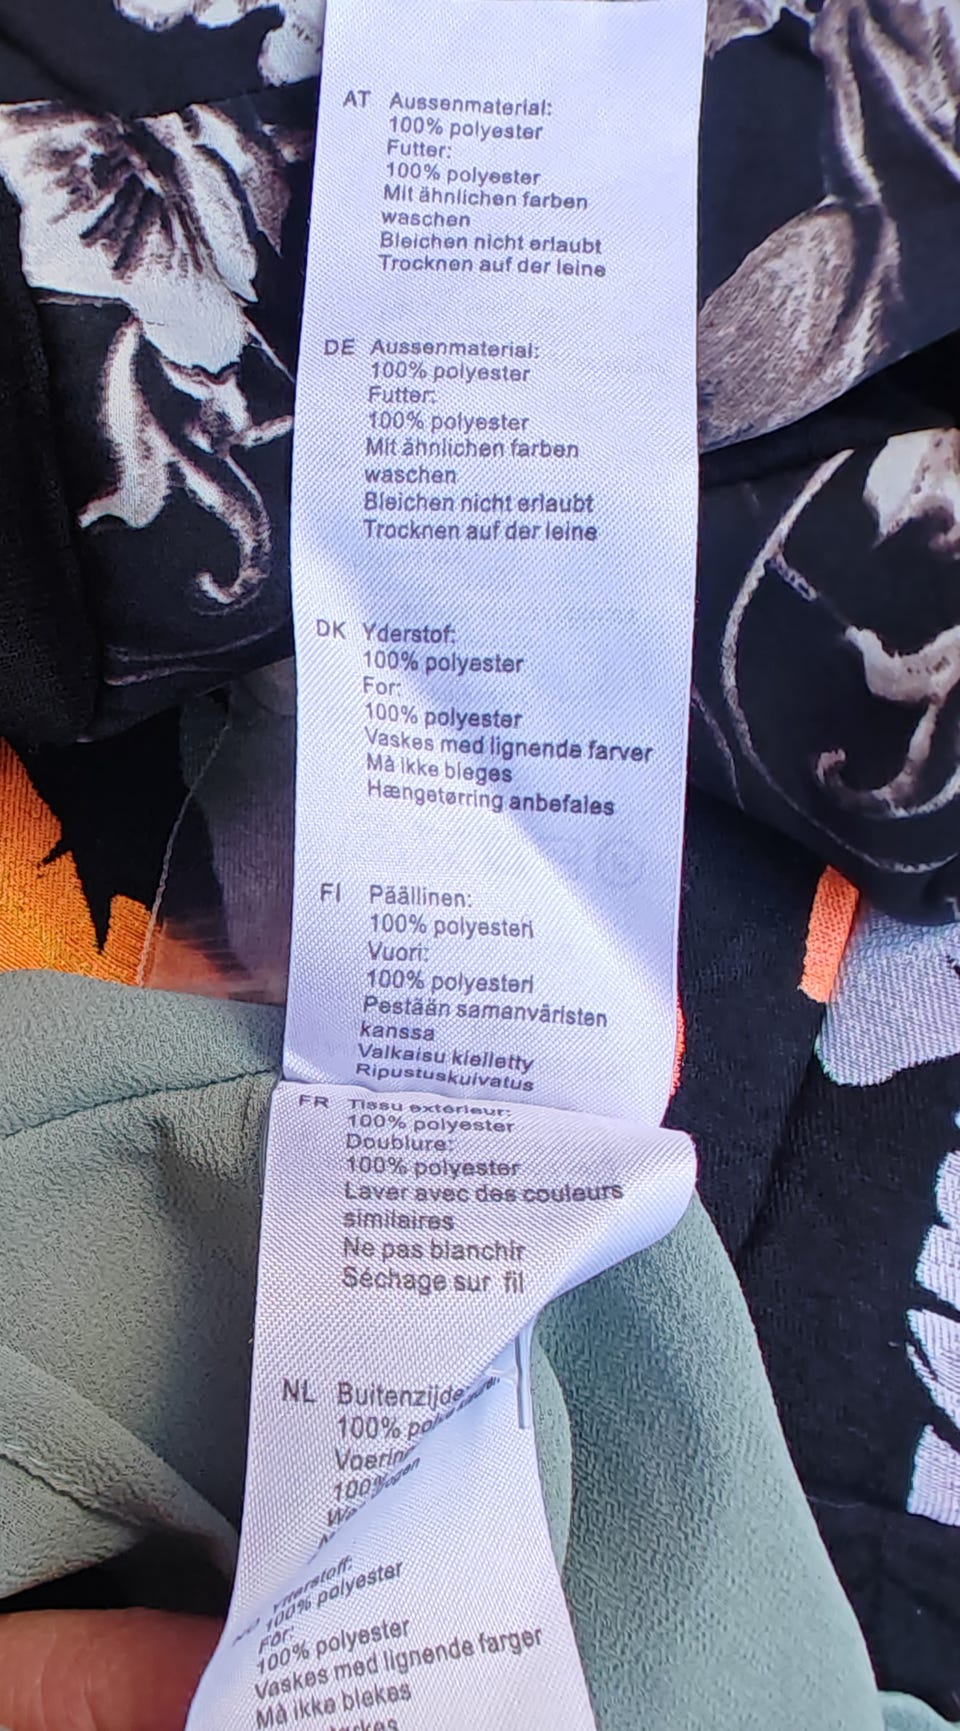 AT Aussenmaterial:
100% polyester
Futter:
100% polyester
Mit ähnlichen farben
waschen
Bleichen nicht erlaubt
Trocknen auf der leine
DE Aussenmaterial:
100% polyester
Futter:
100% polyester
Mit ähnlichen farben
waschen
Bleichen nicht erlaubt
Trocknen auf der leine
DK Yderstof:
100% polyester
For:
100% polyester
Vaskes med lignende farver
Må ikke bleges
Hængetørring anbefales
FI Päällinen:
100% polyesteri
Vuori:
100% polyesteri
Pestään samanväristen
kanssa
Valkaisu kielletty
Ripustuskuivatus
FR Tissu extérieur:
100% polyester
Doublure:
100% polyester
Laver avec des couleurs
similaires
Ne pas blanchir
Séchage sur fil
NL Buitenzijde
100%
100%
NO Ytterstoff:
100% polyester
Fôr:
100% polyester
Vaskes med lignende farger
Må ikke blekes